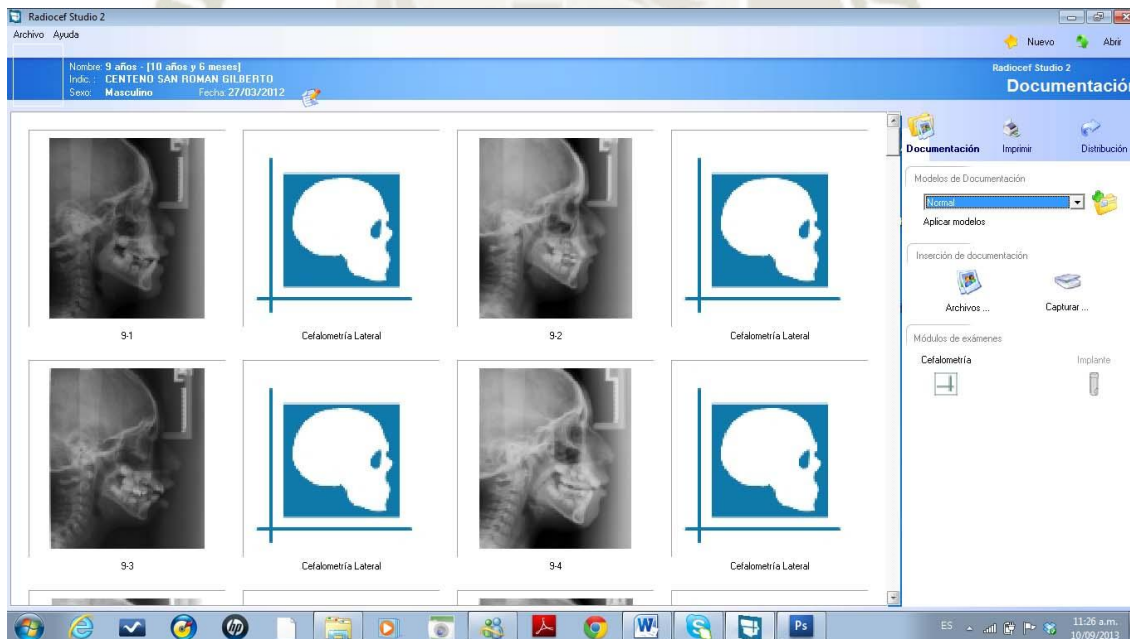 Radiocef Studio 2
Archivo Ayuda
Nuevo Abrir
Nombre: 9 años - [10 años y 6 meses]
Indic. : CENTENO SAN ROMAN GILBERTO
Sexo: Masculino Fecha: 27/03/2012
Radiocef Studio 2
Documentació
Documentación Imprimir Distribución
Modelos de Documentación
Normal
Aplicar modelos
Inserción de documentación
Archivos ... Capturar ...
Módulos de exámenes
Cefalometría Implante
9-1 Cefalometría Lateral 9-2 Cefalometría Lateral
9-3 Cefalometría Lateral 9-4 Cefalometría Lateral
hp W S Ps
ES 11:26 a.m.
10/09/2013